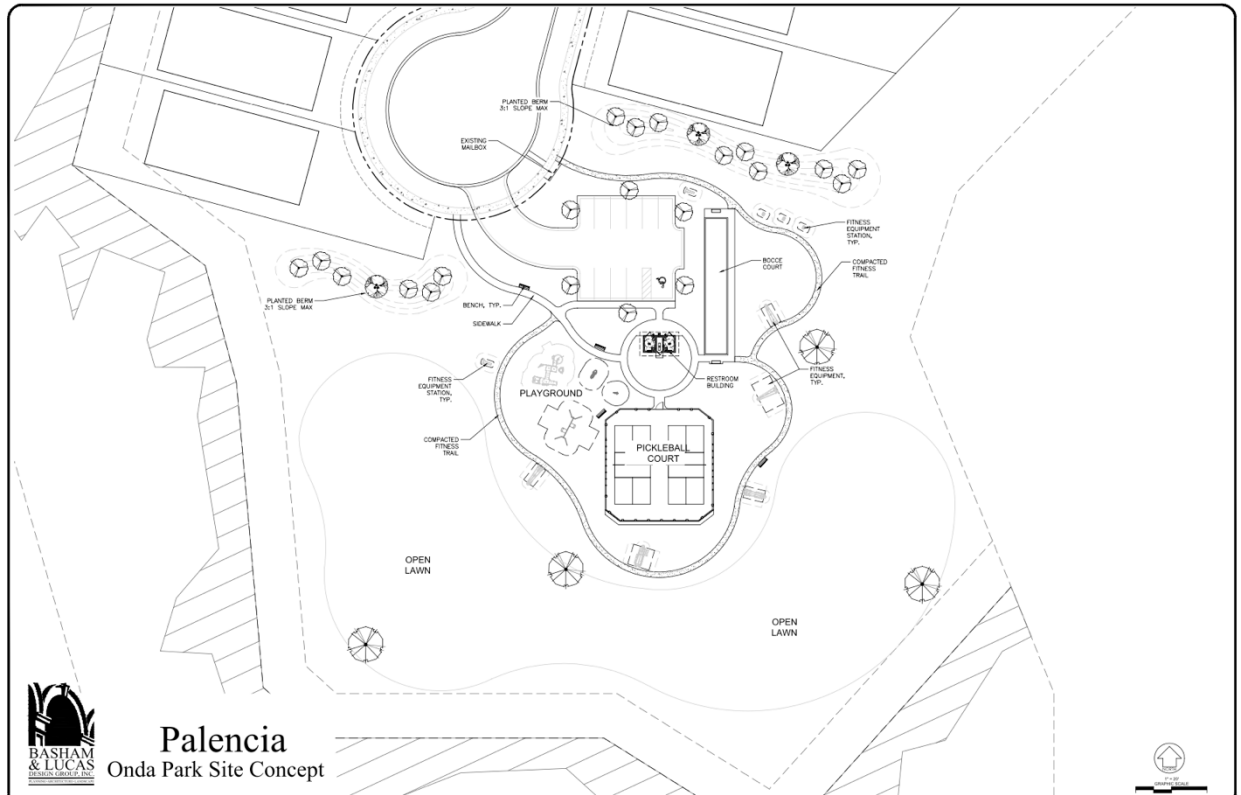 PLANTED BERM
3:1 SLOPE MAX
EXISTING
MAILBOX
FITNESS
EQUIPMENT
STATION,
TYP.
BOCCE
COURT
COMPACTED
FITNESS
TRAIL
PLANTED BERM
3:1 SLOPE MAX
BENCH, TYP.
SIDEWALK
FITNESS
EQUIPMENT
STATION,
TYP.
PLAYGROUND
RESTROOM
BUILDING
FITNESS
EQUIPMENT,
TYP.
COMPACTED
FITNESS
TRAIL
PICKLEBALL
COURT
OPEN
LAWN
OPEN
LAWN
BASHAM
& LUCAS
DESIGN GROUP, INC.
Palencia
Onda Park Site Concept
GRAPHIC SCALE